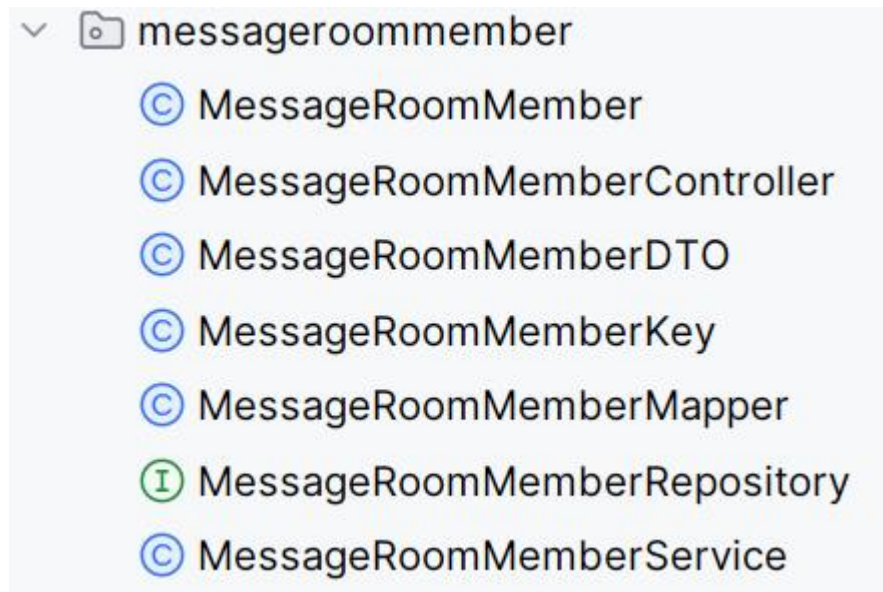 messageroommember
C MessageRoomMember
C MessageRoomMemberController
C MessageRoomMemberDTO
C MessageRoomMemberKey
C MessageRoomMemberMapper
I MessageRoomMemberRepository
C MessageRoomMemberService